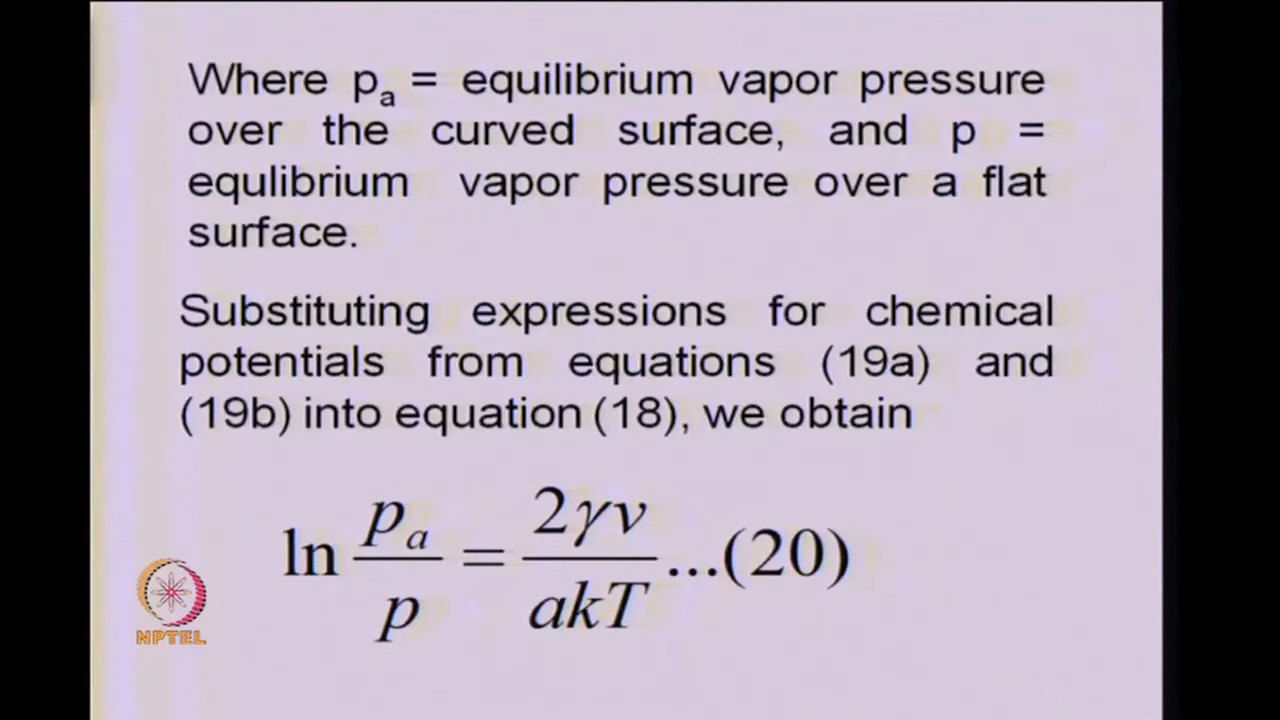 Where pₐ = equilibrium vapor pressure
over the curved surface, and p =
equlibrium vapor pressure over a flat
surface.
Substituting expressions for chemical
potentials from equations (19a) and
(19b) into equation (18), we obtain
ln pₐ/p = 2γv/akT ...(20)
NPTEL